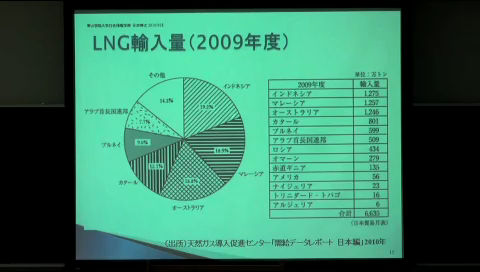 LNG輸入量(2009年度)
単位:万トン
2009年度 輸入量
インドネシア 1,275
マレーシア 1,257
オーストラリア 1,246
カタール 801
ブルネイ 599
アラブ首長国連邦 509
ロシア 434
オマーン 279
赤道ギニア 135
アメリカ 56
ナイジェリア 23
トリニダード・トバゴ 16
アルジェリア 6
合計 6,635
(日本貿易月表)
その他
14.3%
インドネシア
19.2%
アラブ首長国連邦
7.7%
ブルネイ
9.0%
マレーシア
18.9%
カタール
12.1%
オーストラリア
18.8%
(出所)天然ガス導入促進センター「需給データレポート 日本編」2010年